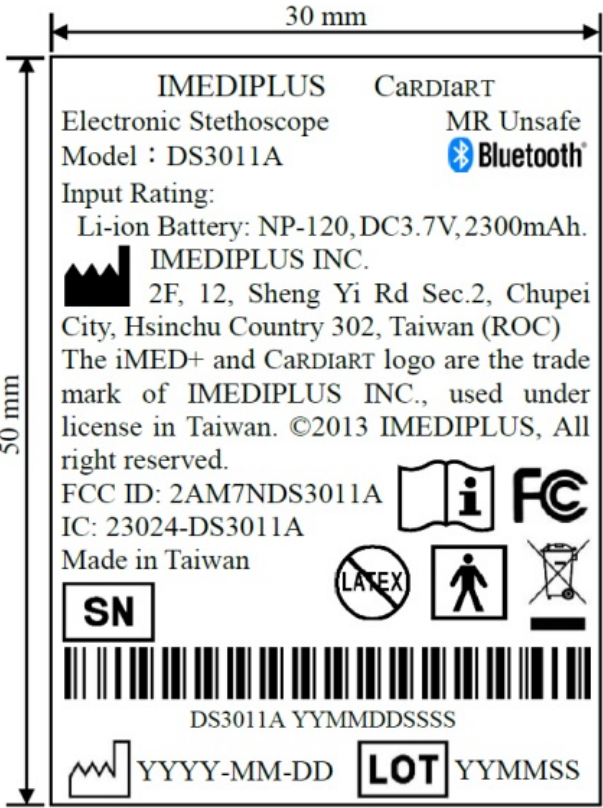 30 mm
50 mm
IMEDIPLUS CaRDIaRT
Electronic Stethoscope MR Unsafe
Model：DS3011A Bluetooth®
Input Rating:
Li-ion Battery: NP-120, DC3.7V, 2300mAh.
IMEDIPLUS INC.
2F, 12, Sheng Yi Rd Sec.2, Chupei
City, Hsinchu Country 302, Taiwan (ROC)
The iMED+ and CaRDIaRT logo are the trade
mark of IMEDIPLUS INC., used under
license in Taiwan. ©2013 IMEDIPLUS, All
right reserved.
FCC ID: 2AM7NDS3011A
IC: 23024-DS3011A
Made in Taiwan
i FC
LATEX
SN
DS3011A YYMMDDSSSS
YYYY-MM-DD LOT YYMMSS